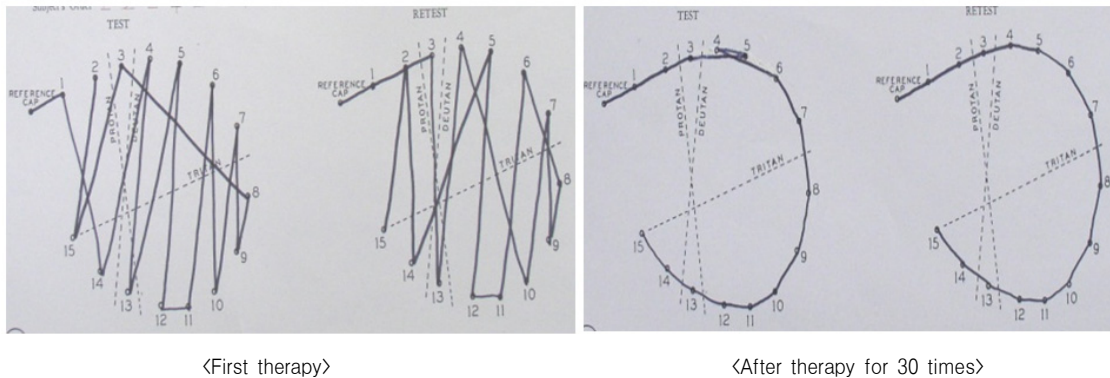 Subject's Order
TEST
REFERENCE
CAP
1
2
3
4
5
6
7
8
9
10
11
12
13
14
15
PROTAN
DEUTAN
TRITAN
RETEST
REFERENCE
CAP
1
2
3
4
5
6
7
8
9
10
11
12
13
14
15
PROTAN
DEUTAN
TRITAN
TEST
REFERENCE
CAP
1
2
3
4
5
6
7
8
9
10
11
12
13
14
15
PROTAN
DEUTAN
TRITAN
RETEST
REFERENCE
CAP
1
2
3
4
5
6
7
8
9
10
11
12
13
14
15
PROTAN
DEUTAN
TRITAN
<First therapy>
<After therapy for 30 times>